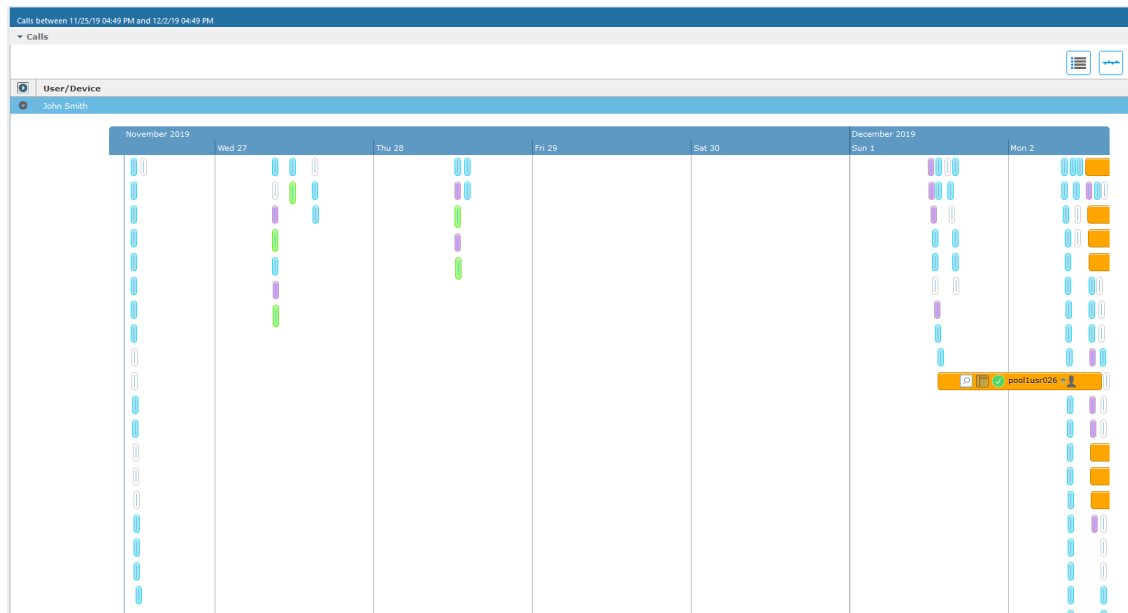 Calls between 11/25/19 04:49 PM and 12/2/19 04:49 PM
Calls
User/Device
John Smith
November 2019 December 2019
Wed 27 Thu 28 Fri 29 Sat 30 Sun 1 Mon 2
pool1usr026